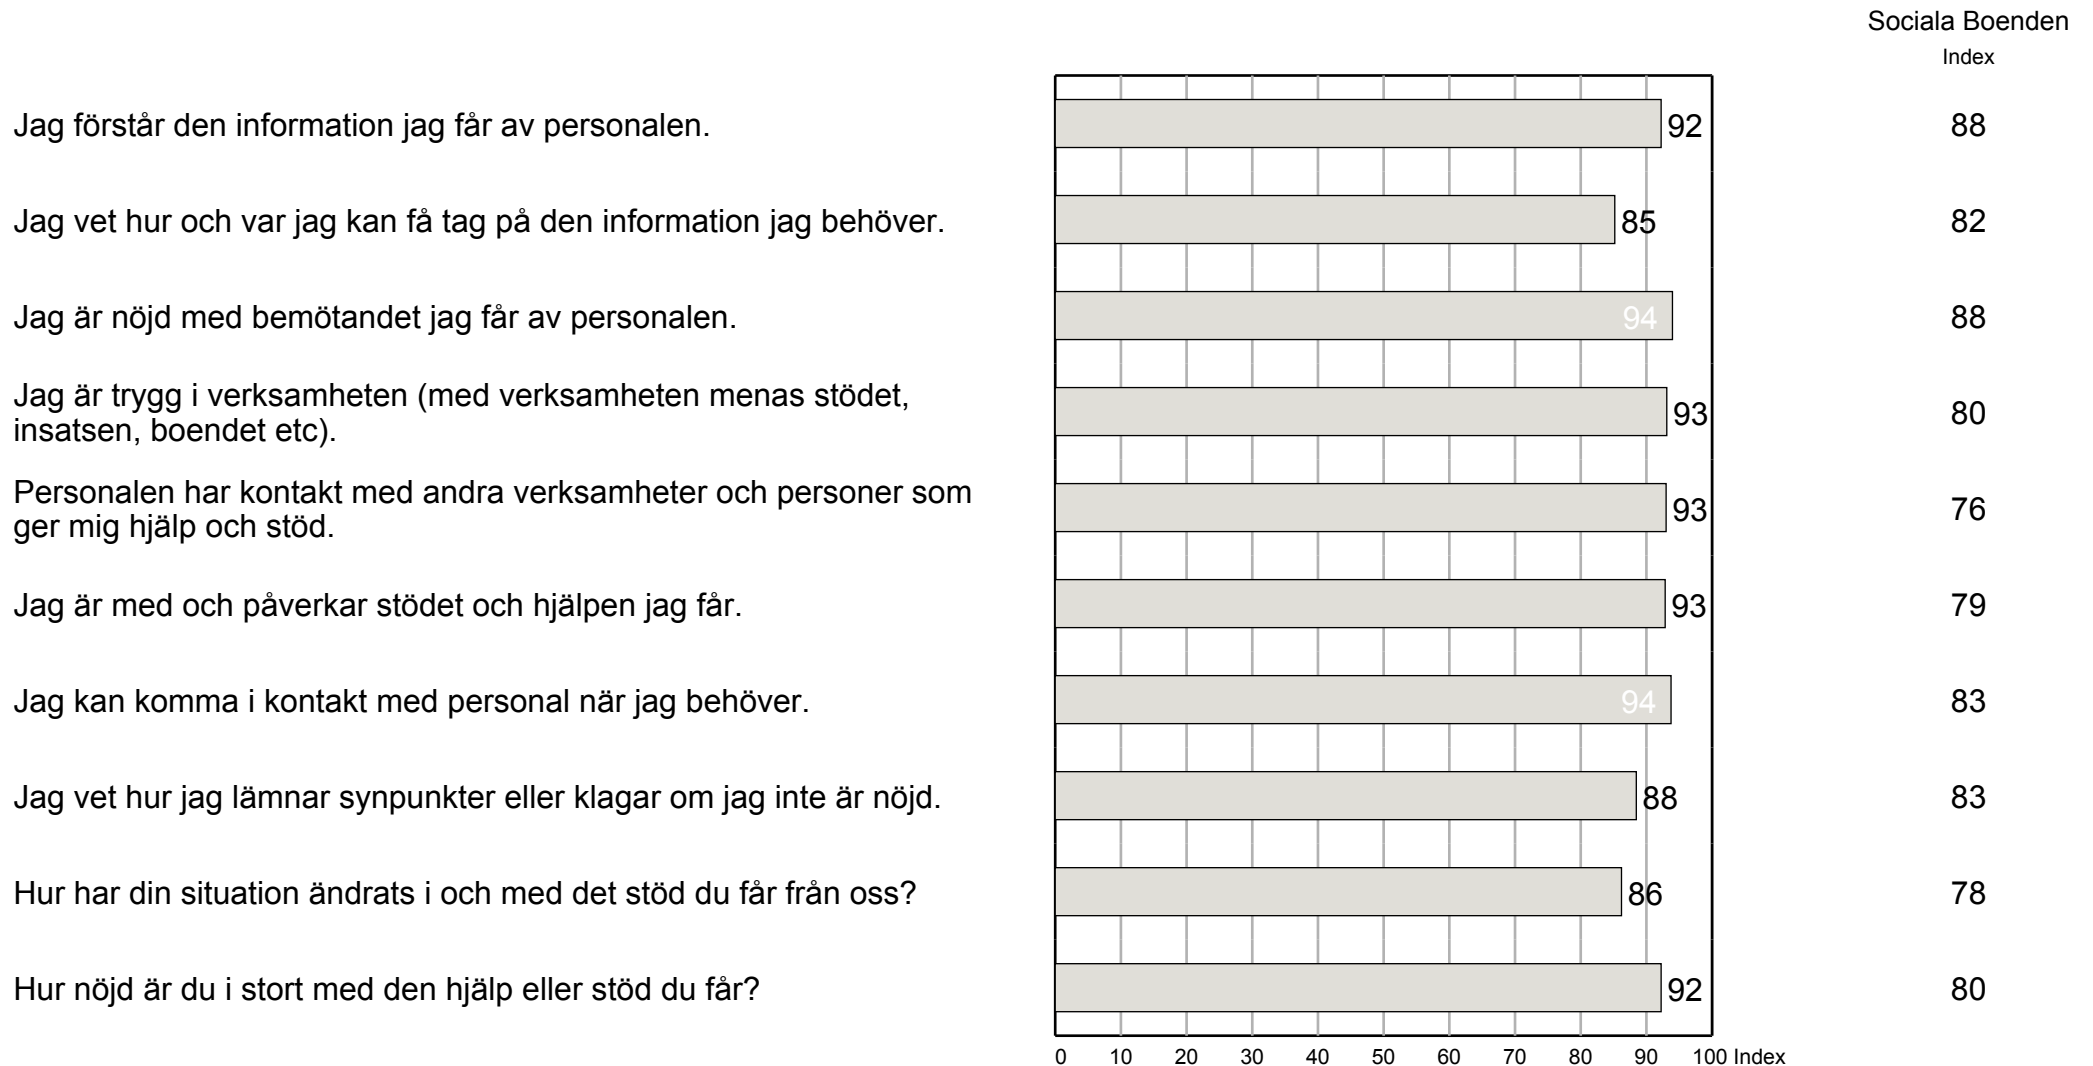 Sociala Boenden
Index
Jag förstår den information jag får av personalen. 92 88
Jag vet hur och var jag kan få tag på den information jag behöver. 85 82
Jag är nöjd med bemötandet jag får av personalen. 94 88
Jag är trygg i verksamheten (med verksamheten menas stödet,
insatsen, boendet etc). 93 80
Personalen har kontakt med andra verksamheter och personer som
ger mig hjälp och stöd. 93 76
Jag är med och påverkar stödet och hjälpen jag får. 93 79
Jag kan komma i kontakt med personal när jag behöver. 94 83
Jag vet hur jag lämnar synpunkter eller klagar om jag inte är nöjd. 88 83
Hur har din situation ändrats i och med det stöd du får från oss? 86 78
Hur nöjd är du i stort med den hjälp eller stöd du får? 92 80
0 10 20 30 40 50 60 70 80 90 100 Index